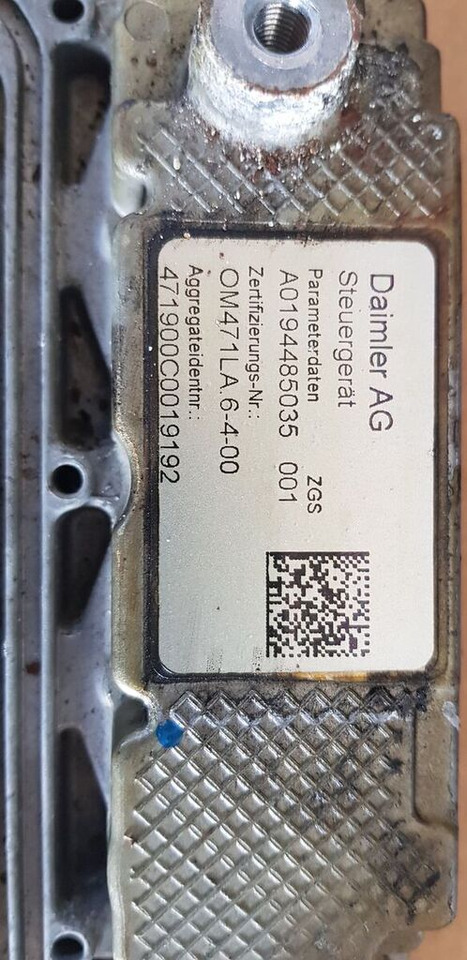 Daimler AG
Steuergerät
Parameterdaten ZGS
A0194485035 001
Zertifizierungs-Nr.:
OM471LA.6-4-00
Aggregateidentnr.:
471900C0019192